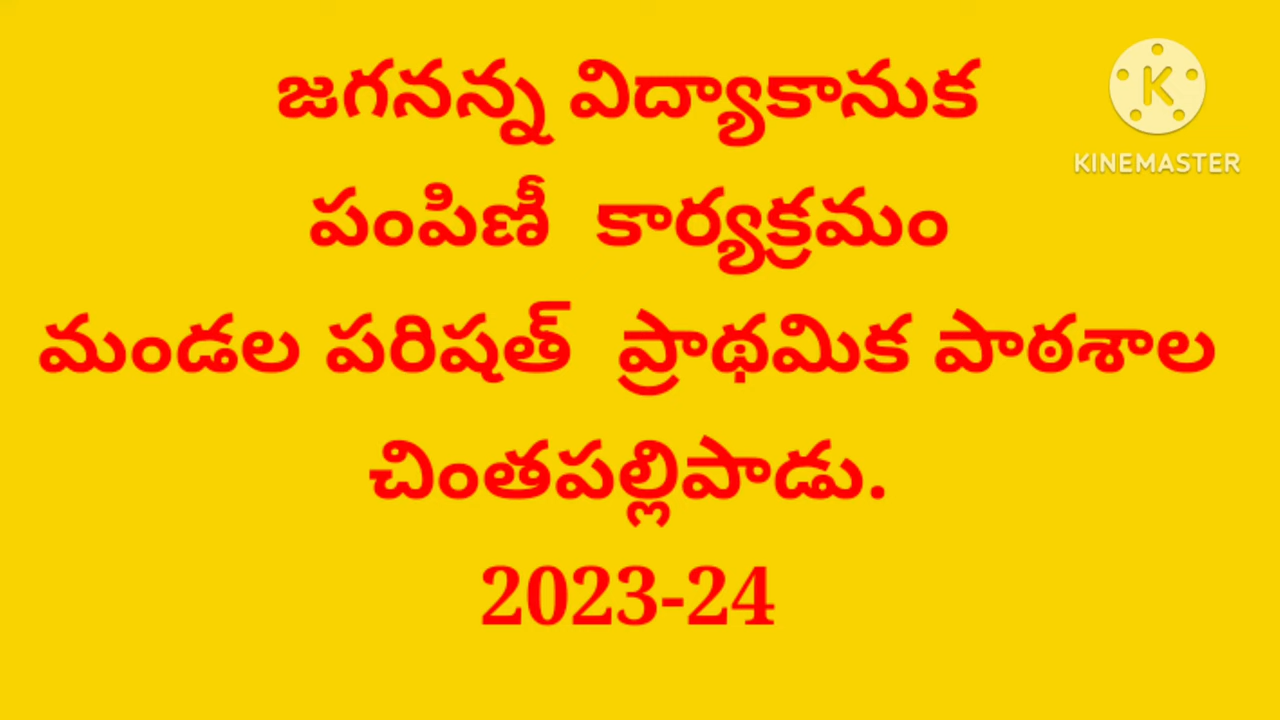 జగనన్న విద్యాకానుక
పంపిణీ కార్యక్రమం
మండల పరిషత్ ప్రాథమిక పాఠశాల
చింతపల్లిపాడు.
2023-24
K
KINEMASTER